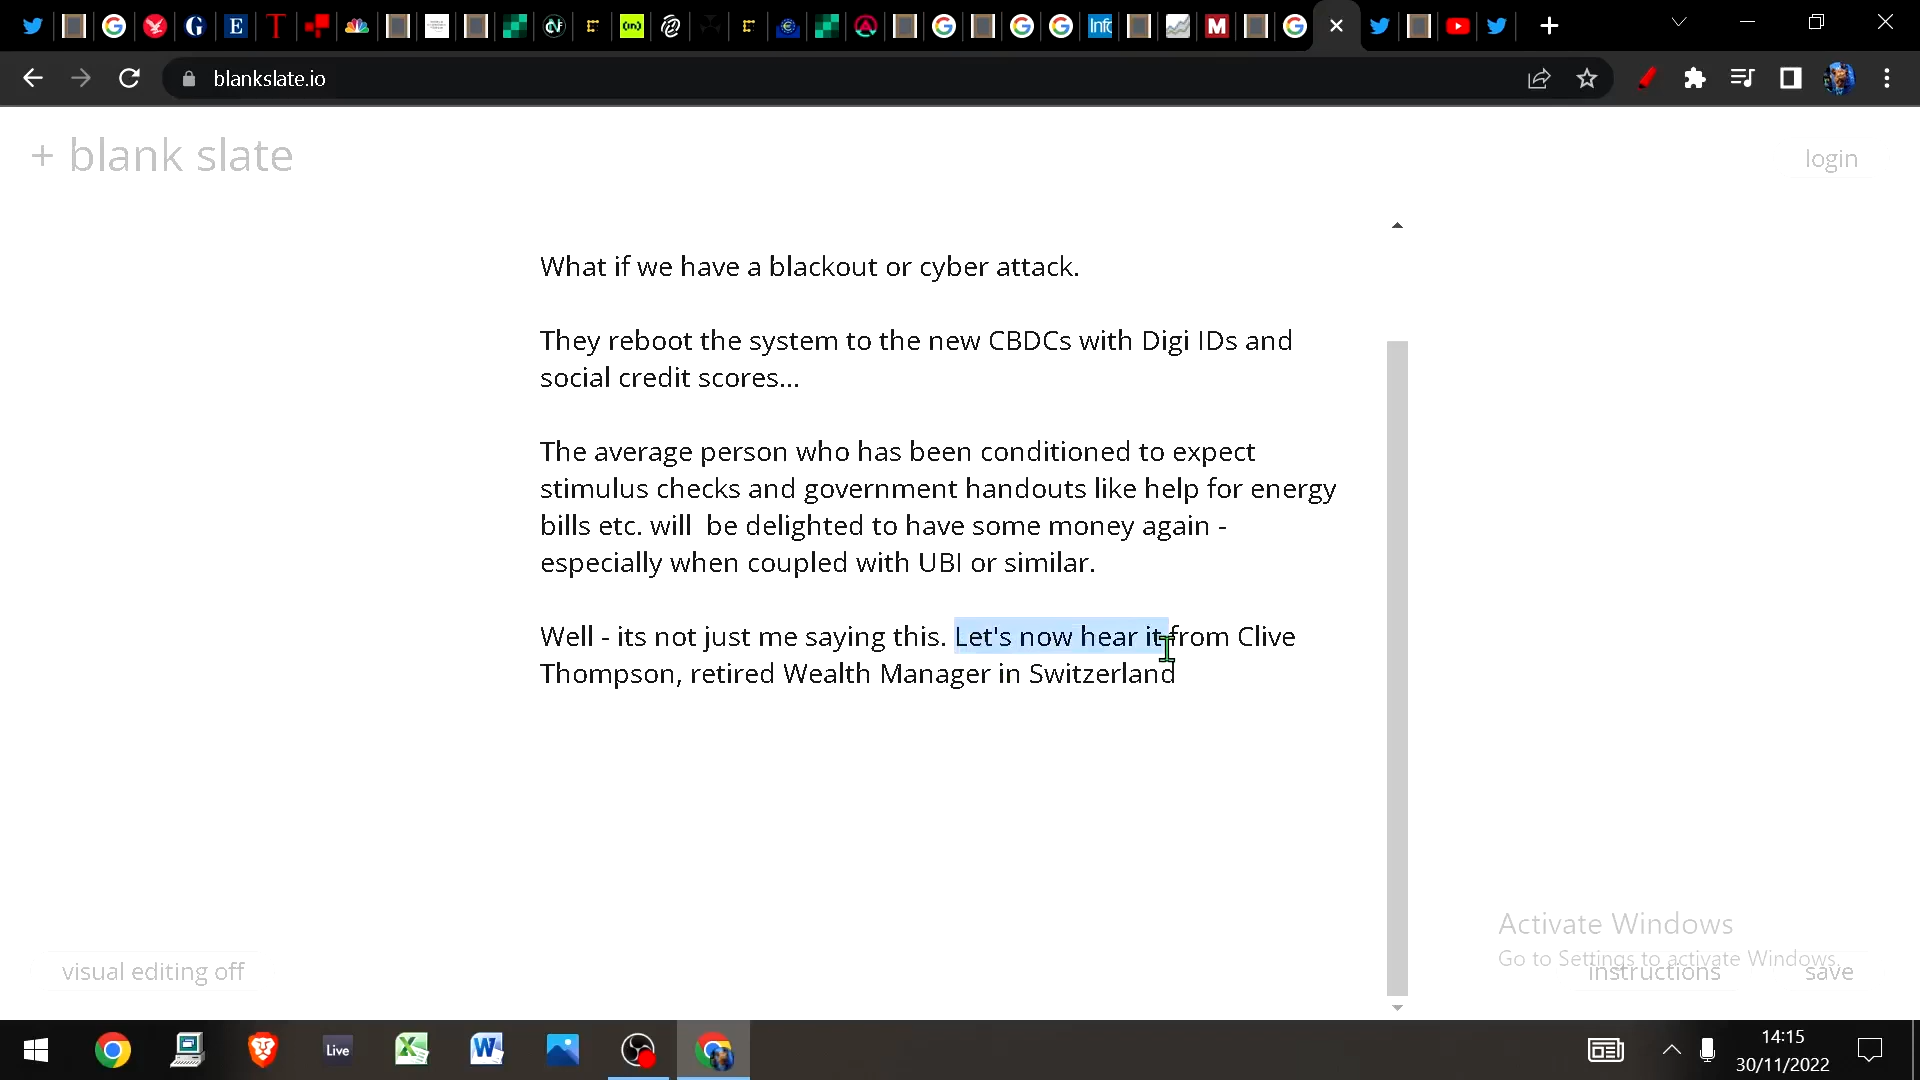 blankslate.io
+ blank slate
login
What if we have a blackout or cyber attack.
They reboot the system to the new CBDCs with Digi IDs and
social credit scores...
The average person who has been conditioned to expect
stimulus checks and government handouts like help for energy
bills etc. will  be delighted to have some money again -
especially when coupled with UBI or similar.
Well - its not just me saying this. Let's now hear it from Clive
Thompson, retired Wealth Manager in Switzerland
Activate Windows
Go to Settings to activate Windows.
visual editing off
instructions
save
Live
14:15
30/11/2022